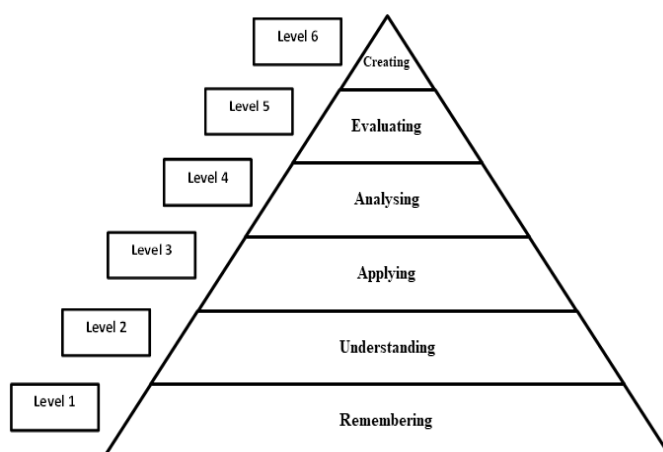 Level 6
Creating
Level 5
Evaluating
Level 4
Analysing
Level 3
Applying
Level 2
Understanding
Level 1
Remembering